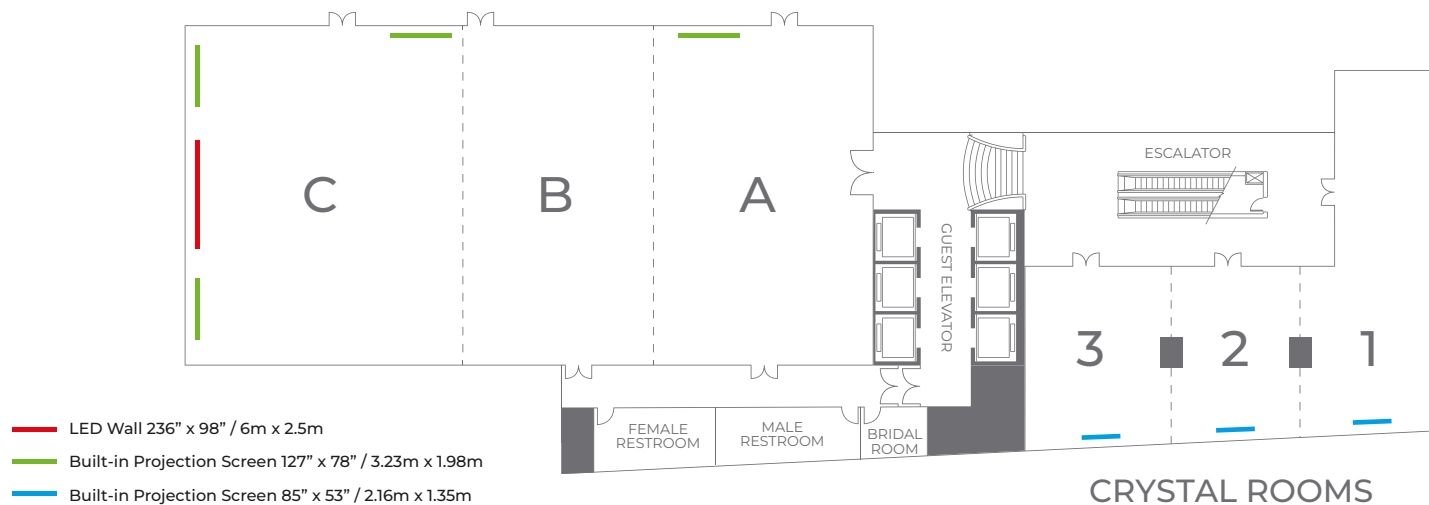 ESCALATOR
C
B
A
GUEST ELEVATOR
3
2
1
FEMALE
RESTROOM
MALE
RESTROOM
BRIDAL
ROOM
LED Wall 236” x 98” / 6m x 2.5m
Built-in Projection Screen 127” x 78” / 3.23m x 1.98m
Built-in Projection Screen 85” x 53” / 2.16m x 1.35m
CRYSTAL ROOMS